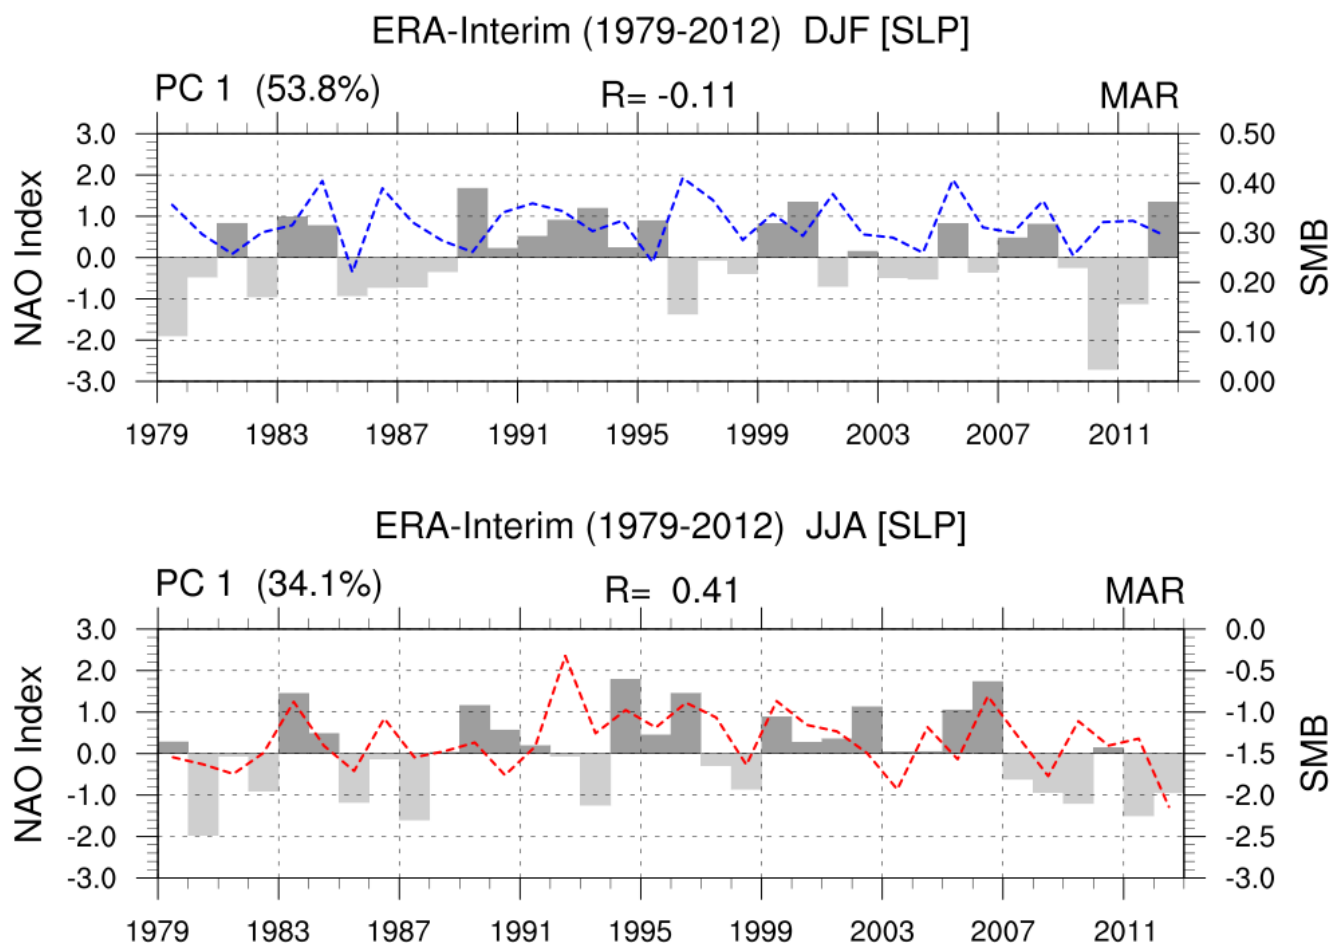 ERA-Interim (1979-2012) DJF [SLP]
PC 1 (53.8%) R= -0.11 MAR
3.0 0.50
2.0 0.40
1.0 0.30
0.0 0.20
-1.0 0.10
-2.0 0.00
-3.0
NAO Index
SMB
1979 1983 1987 1991 1995 1999 2003 2007 2011
ERA-Interim (1979-2012) JJA [SLP]
PC 1 (34.1%) R= 0.41 MAR
3.0 0.0
2.0 -0.5
1.0 -1.0
0.0 -1.5
-1.0 -2.0
-2.0 -2.5
-3.0 -3.0
NAO Index
SMB
1979 1983 1987 1991 1995 1999 2003 2007 2011